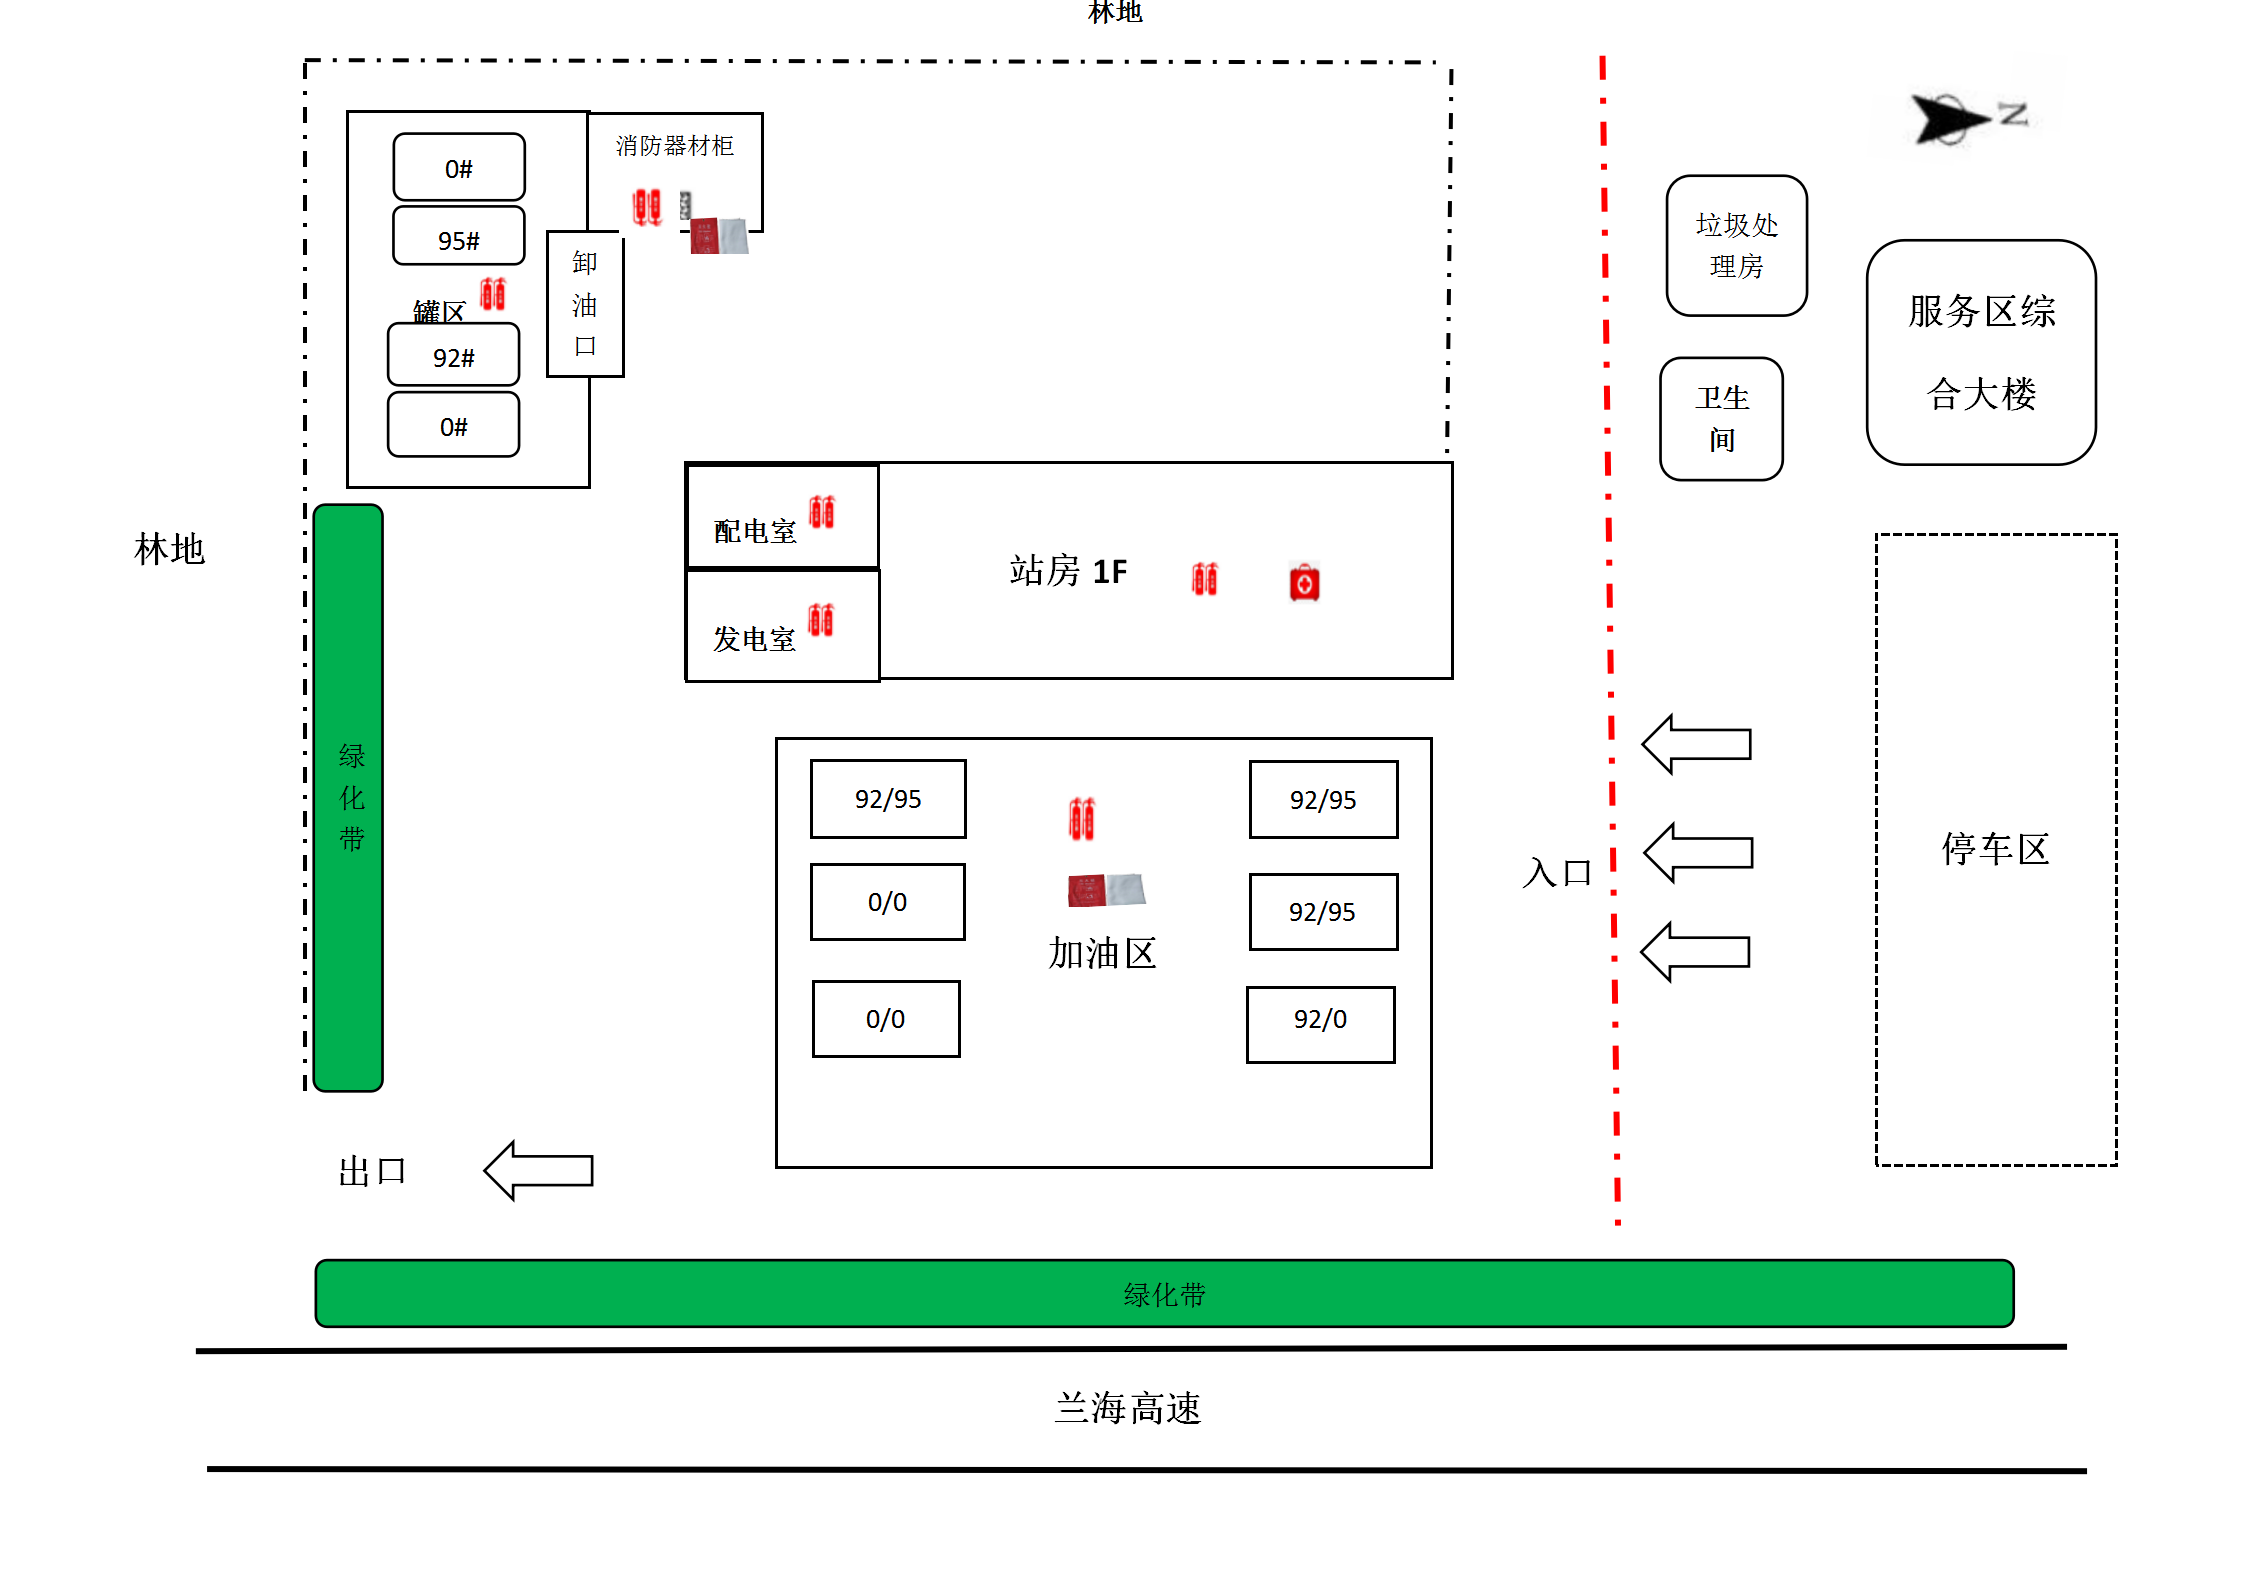 林地
N
消防器材柜
0#
95#
罐区
92#
0#
卸
油
口
垃圾处
理房
服务区综
合大楼
卫生
间
林地
配电室
发电室
站房 1F
绿
化
带
92/95
0/0
0/0
92/95
92/95
92/0
加油区
入口
停车区
出口
绿化带
兰海高速